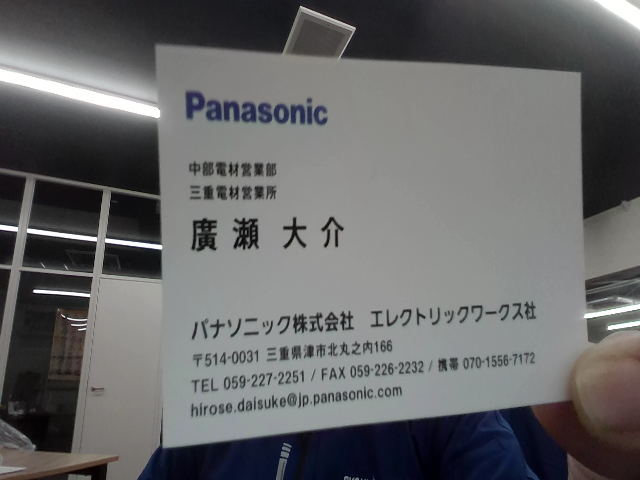 Panasonic
中部電材営業部
三重電材営業所
廣瀬 大介
パナソニック株式会社 エレクトリックワークス社
〒514-0031 三重県津市北丸之内166
TEL 059-227-2251 / FAX 059-226-2232 / 携帯 070-1556-7172
hirose.daisuke@jp.panasonic.com